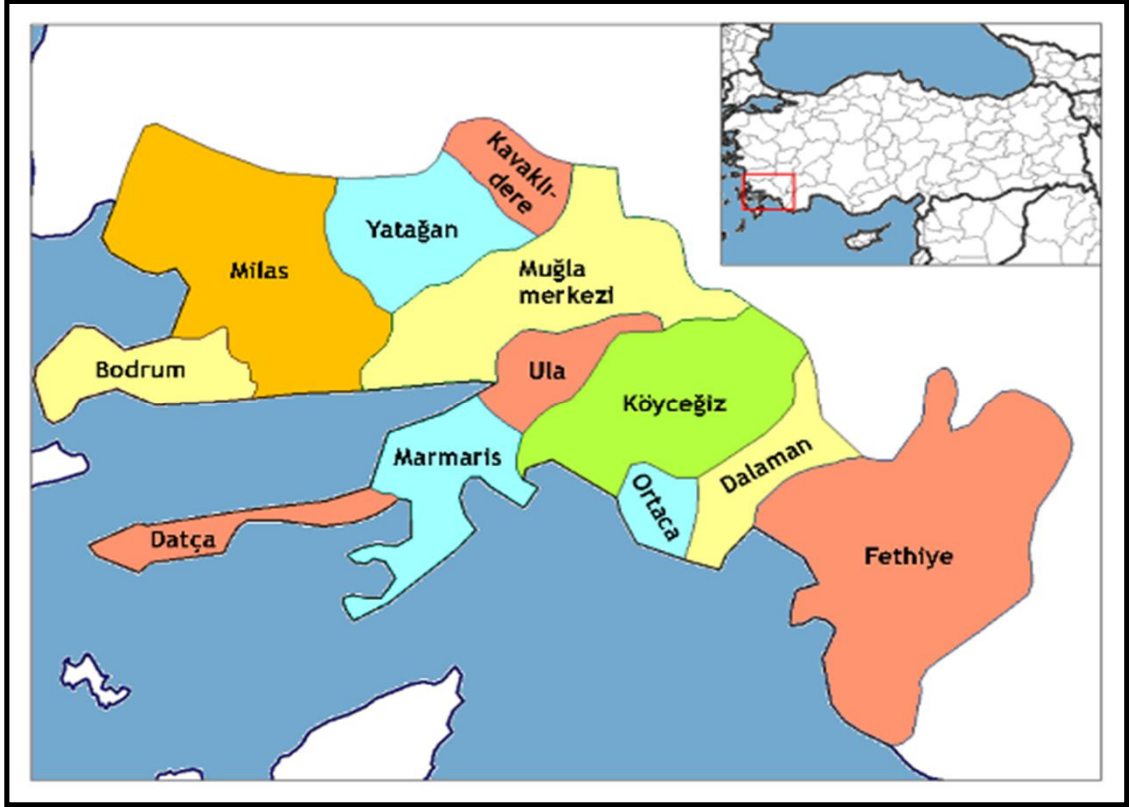 Kavaklı-
dere
Yatağan
Milas
Muğla
merkezi
Bodrum
Ula
Köyceğiz
Marmaris
Dalaman
Ortaca
Datça
Fethiye